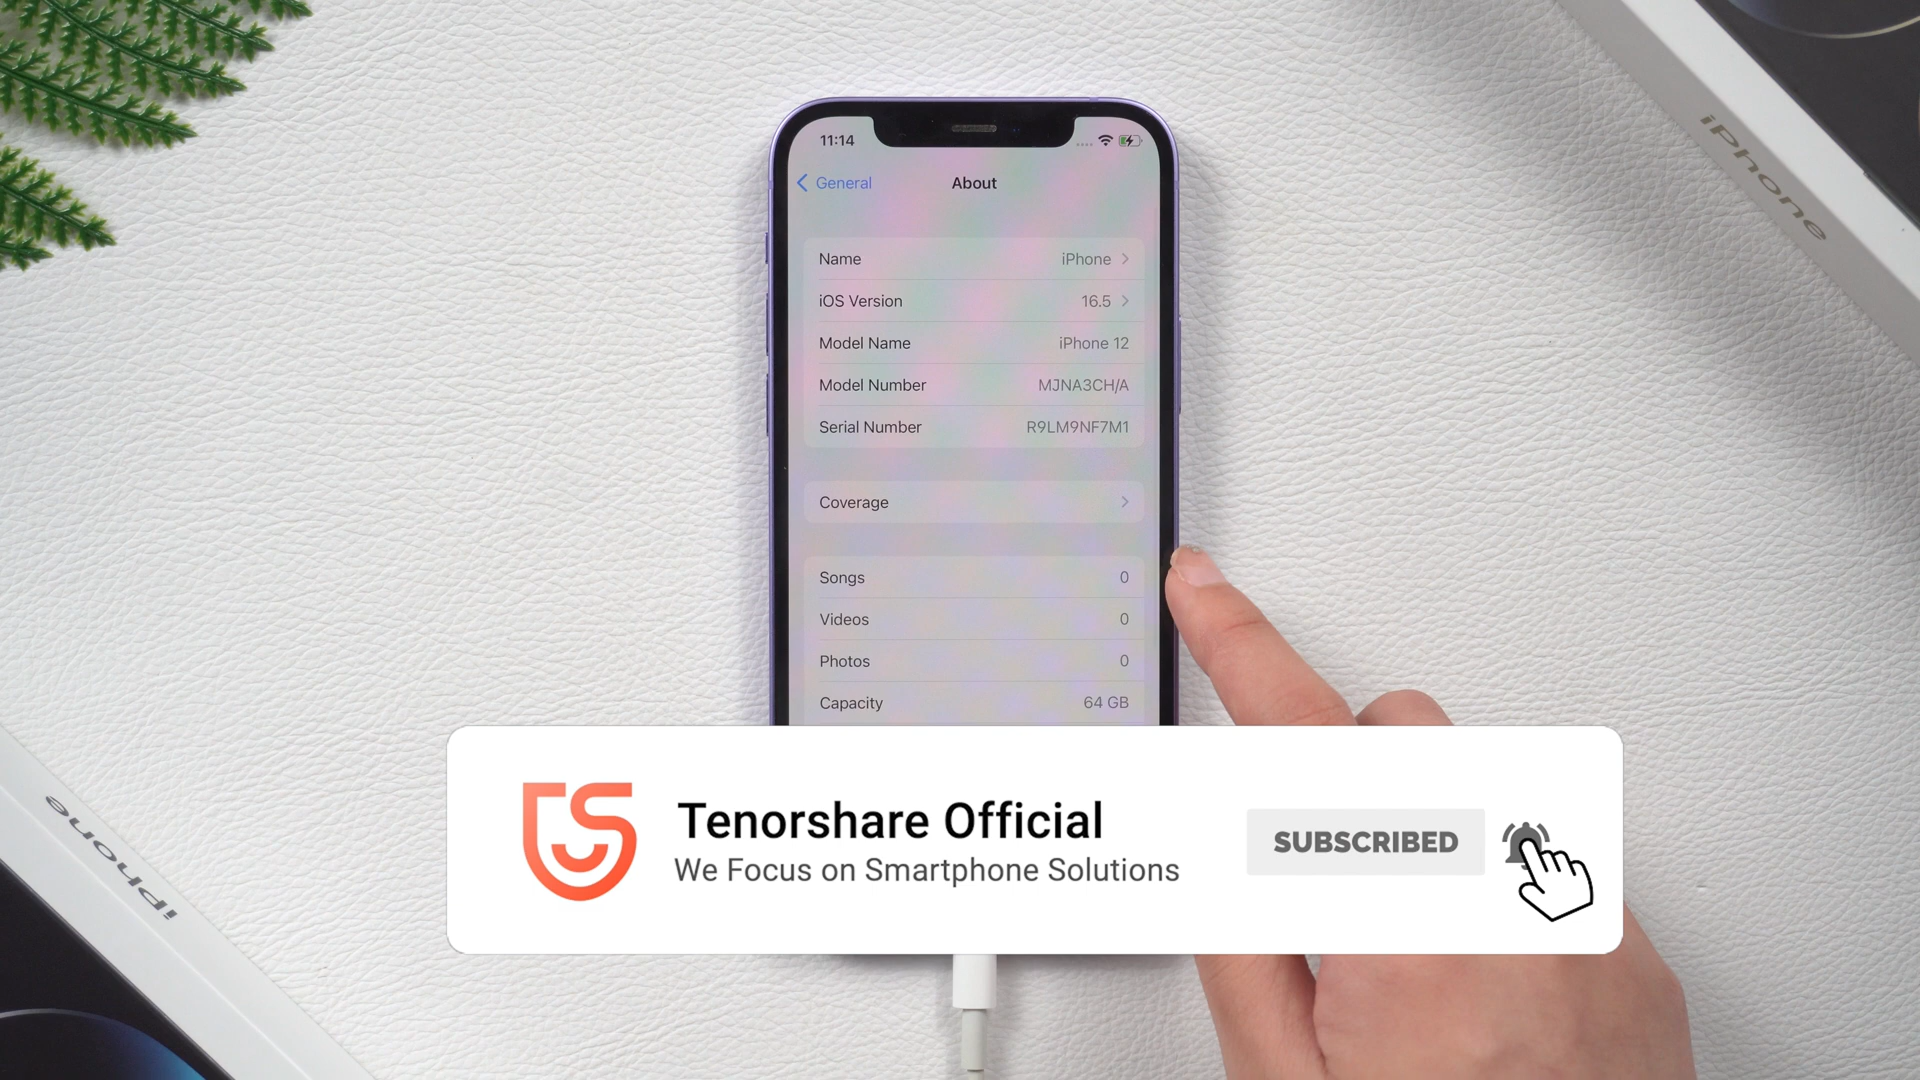 11:14
General
About
Name
iPhone
iOS Version
16.5
Model Name
iPhone 12
Model Number
MJNA3CH/A
Serial Number
R9LM9NF7M1
Coverage
Songs
0
Videos
0
Photos
0
Capacity
64 GB
iPhone
iPhone
Tenorshare Official
We Focus on Smartphone Solutions
SUBSCRIBED